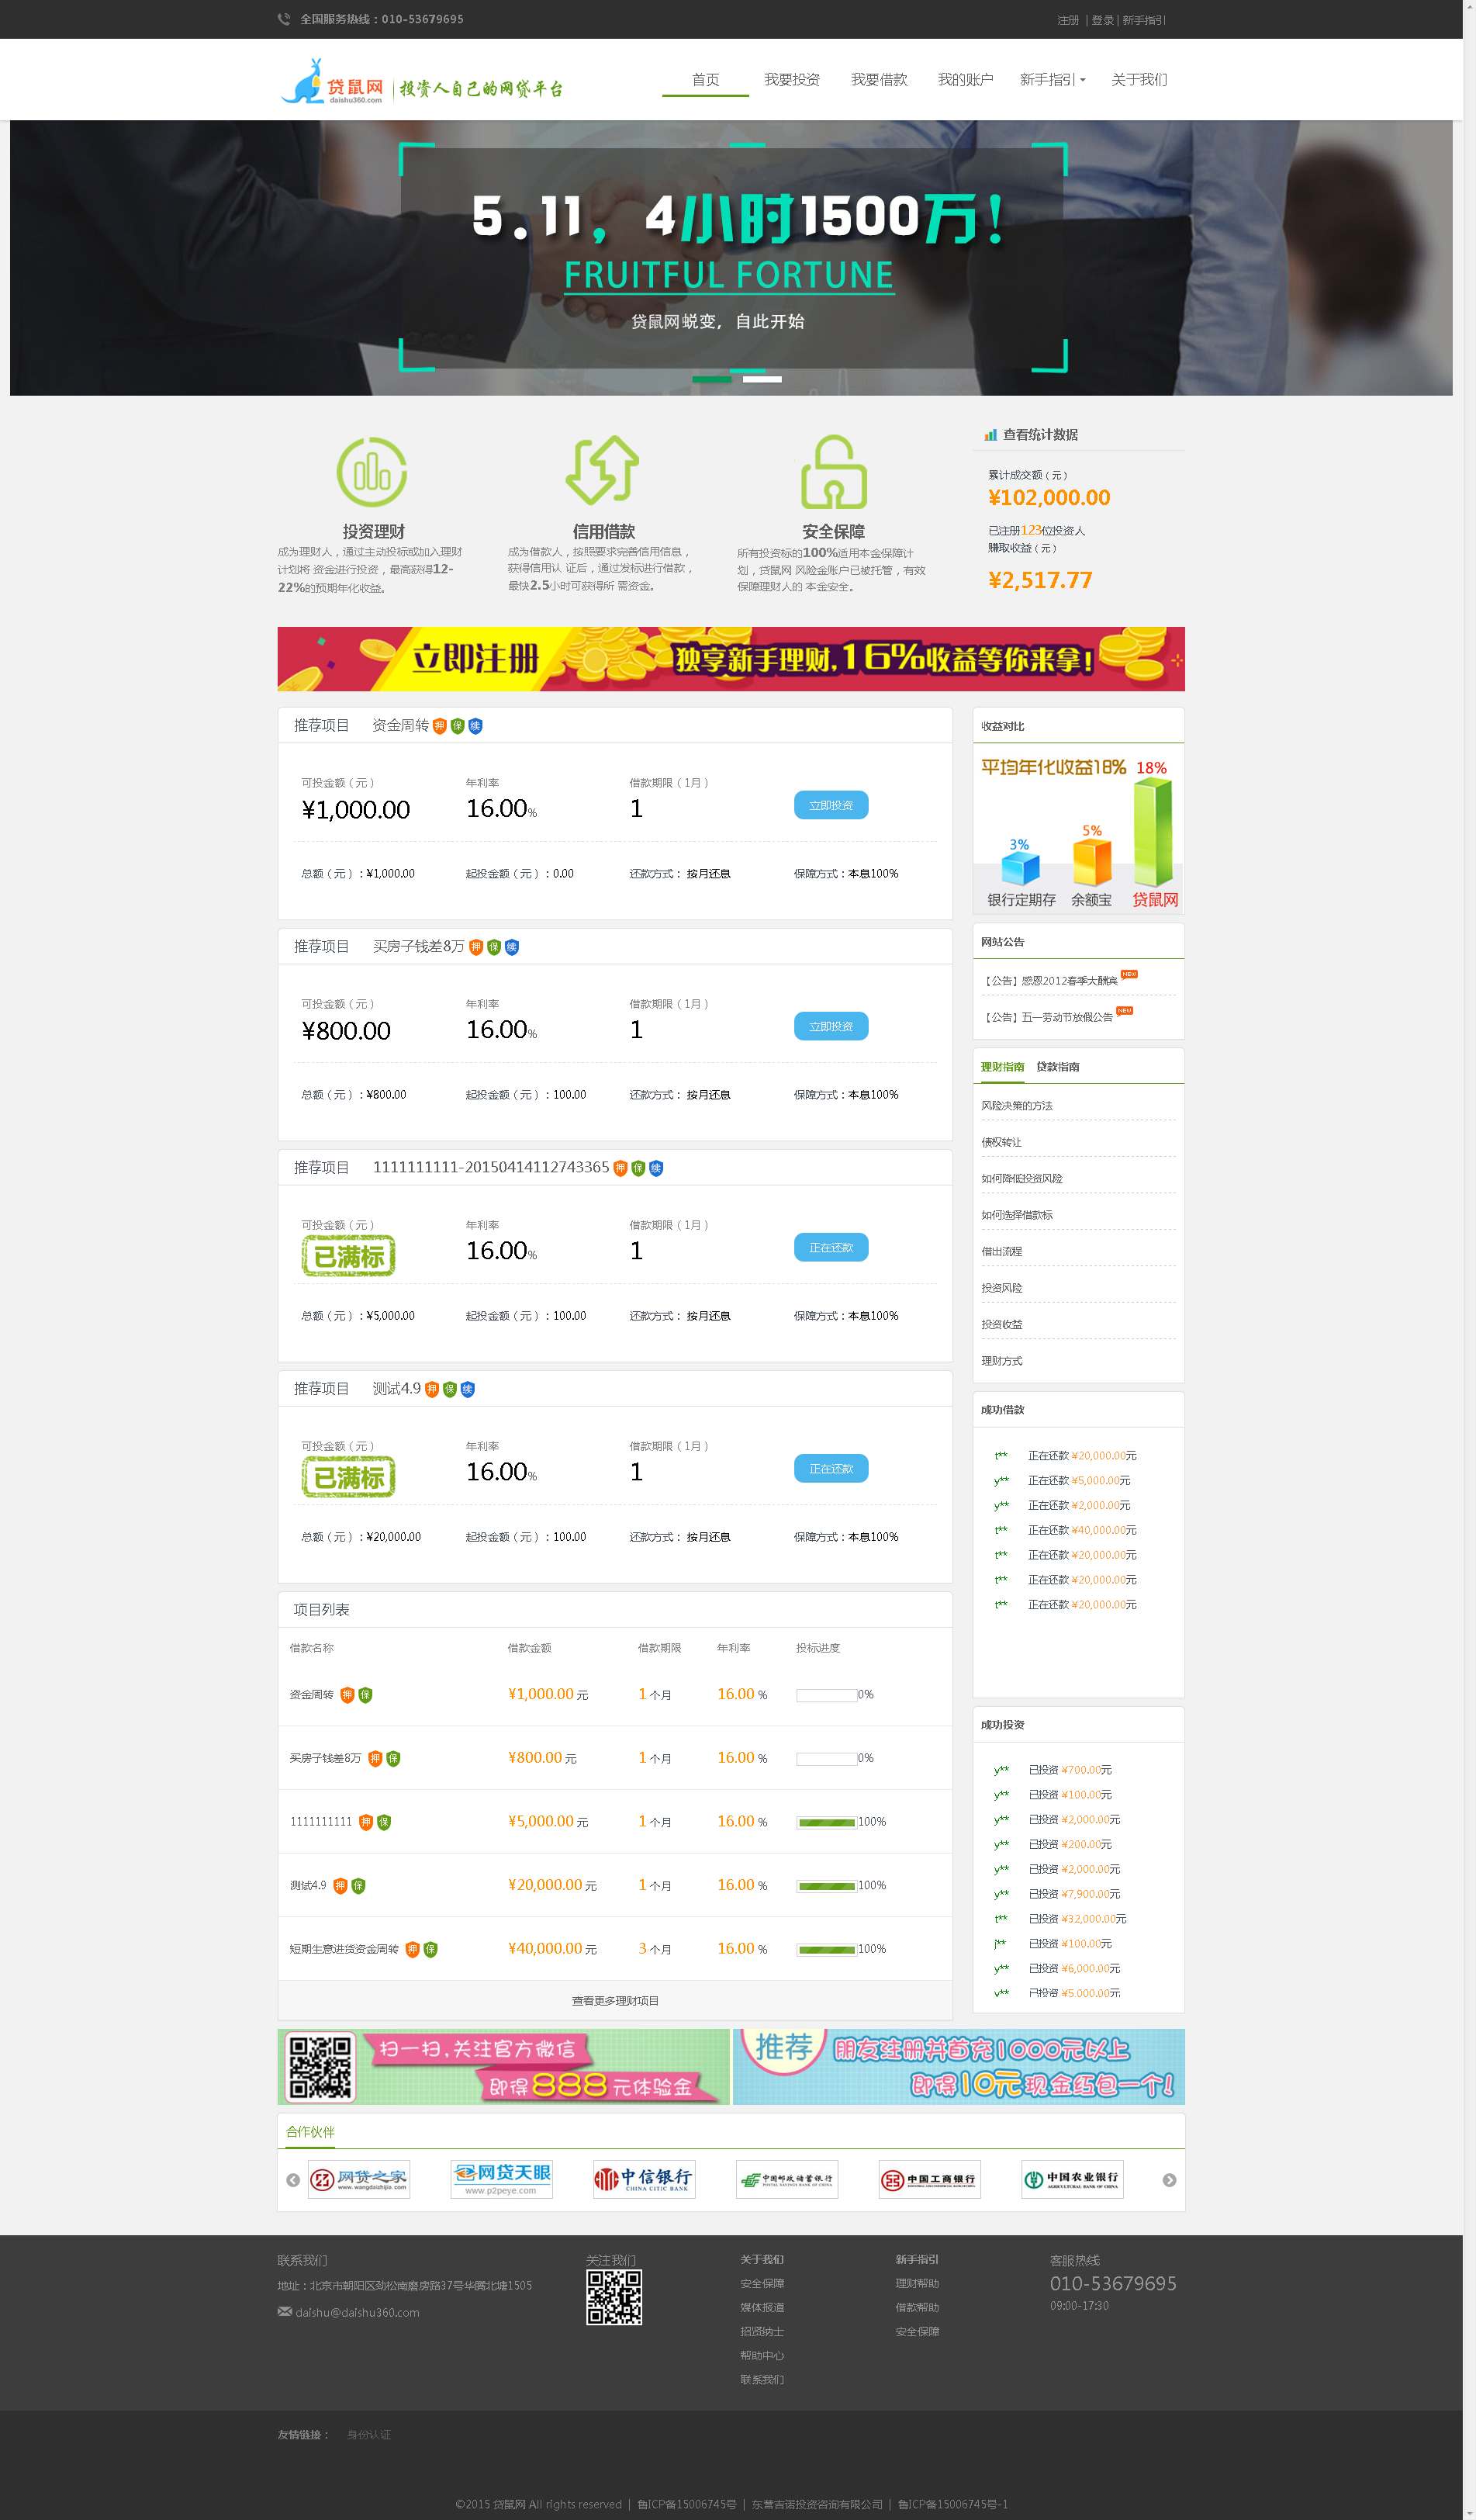 全国服务热线：010-53679695
注册 | 登录 | 新手指引
贷鼠网
daishu360.com
投资人自己的网贷平台
首页 我要投资 我要借款 我的账户 新手指引 关于我们
5.11，4小时1500万！
FRUITFUL FORTUNE
贷鼠网蜕变，自此开始
投资理财
成为理财人，通过主动投标或加入理财
计划将 资金进行投资，最高获得12-
22%的预期年化收益。
信用借款
成为借款人，按照要求完善信用信息，
获得信用认 证后，通过发标进行借款，
最快2.5小时可获得所 需资金。
安全保障
所有投资标的100%适用本金保障计
划，贷鼠网 风险金账户已被托管，有效
保障理财人的 本金安全。
查看统计数据
累计成交额（元）
¥102,000.00
已注册123位投资人
赚取收益（元）
¥2,517.77
立即注册 独享新手理财,16%收益等你来拿!
推荐项目 资金周转 押 保 续
可投金额（元） 年利率 借款期限（1月）
¥1,000.00 16.00% 1 立即投资
总额（元）：¥1,000.00 起投金额（元）：0.00 还款方式： 按月还息 保障方式：本息100%
推荐项目 买房子钱差8万 押 保 续
可投金额（元） 年利率 借款期限（1月）
¥800.00 16.00% 1 立即投资
总额（元）：¥800.00 起投金额（元）：100.00 还款方式： 按月还息 保障方式：本息100%
推荐项目 1111111111-20150414112743365 押 保 续
可投金额（元） 年利率 借款期限（1月）
已满标 16.00% 1 正在还款
总额（元）：¥5,000.00 起投金额（元）：100.00 还款方式： 按月还息 保障方式：本息100%
推荐项目 测试4.9 押 保 续
可投金额（元） 年利率 借款期限（1月）
已满标 16.00% 1 正在还款
总额（元）：¥20,000.00 起投金额（元）：100.00 还款方式： 按月还息 保障方式：本息100%
项目列表
借款名称 借款金额 借款期限 年利率 投标进度
资金周转 押 保 ¥1,000.00 元 1 个月 16.00 % 0%
买房子钱差8万 押 保 ¥800.00 元 1 个月 16.00 % 0%
1111111111 押 保 ¥5,000.00 元 1 个月 16.00 % 100%
测试4.9 押 保 ¥20,000.00 元 1 个月 16.00 % 100%
短期生意进货资金周转 押 保 ¥40,000.00 元 3 个月 16.00 % 100%
查看更多理财项目
收益对比
平均年化收益18% 18%
5%
3%
银行定期存 余额宝 贷鼠网
网站公告
【公告】感恩2012春季大酬宾 NEW
【公告】五一劳动节放假公告 NEW
理财指南 贷款指南
风险决策的方法
债权转让
如何降低投资风险
如何选择借款标
借出流程
投资风险
投资收益
理财方式
成功借款
t** 正在还款 ¥20,000.00元
y** 正在还款 ¥5,000.00元
y** 正在还款 ¥2,000.00元
t** 正在还款 ¥40,000.00元
t** 正在还款 ¥20,000.00元
t** 正在还款 ¥20,000.00元
t** 正在还款 ¥20,000.00元
成功投资
y** 已投资 ¥700.00元
y** 已投资 ¥100.00元
y** 已投资 ¥2,000.00元
y** 已投资 ¥200.00元
y** 已投资 ¥2,000.00元
y** 已投资 ¥7,900.00元
t** 已投资 ¥32,000.00元
j** 已投资 ¥100.00元
y** 已投资 ¥6,000.00元
y** 已投资 ¥5,000.00元
扫一扫,关注官方微信
即得888元体验金
推荐 朋友注册并首充1000元以上
即得10元现金红包一个!
合作伙伴
网贷之家
www.wangdaizhijia.com
网贷天眼
www.p2peye.com
中信银行
CHINA CITIC BANK
中国邮政储蓄银行
POSTAL SAVINGS BANK OF CHINA
中国工商银行
中国农业银行
AGRICULTURAL BANK OF CHINA
联系我们
地址：北京市朝阳区劲松南磨房路37号华腾北塘1505
daishu@daishu360.com
关注我们
关于我们
安全保障
媒体报道
招贤纳士
帮助中心
联系我们
新手指引
理财帮助
借款帮助
安全保障
客服热线
010-53679695
09:00-17:30
友情链接： 身份认证
©2015 贷鼠网 All rights reserved | 鲁ICP备15006745号 | 东营吉诺投资咨询有限公司 | 鲁ICP备15006745号-1